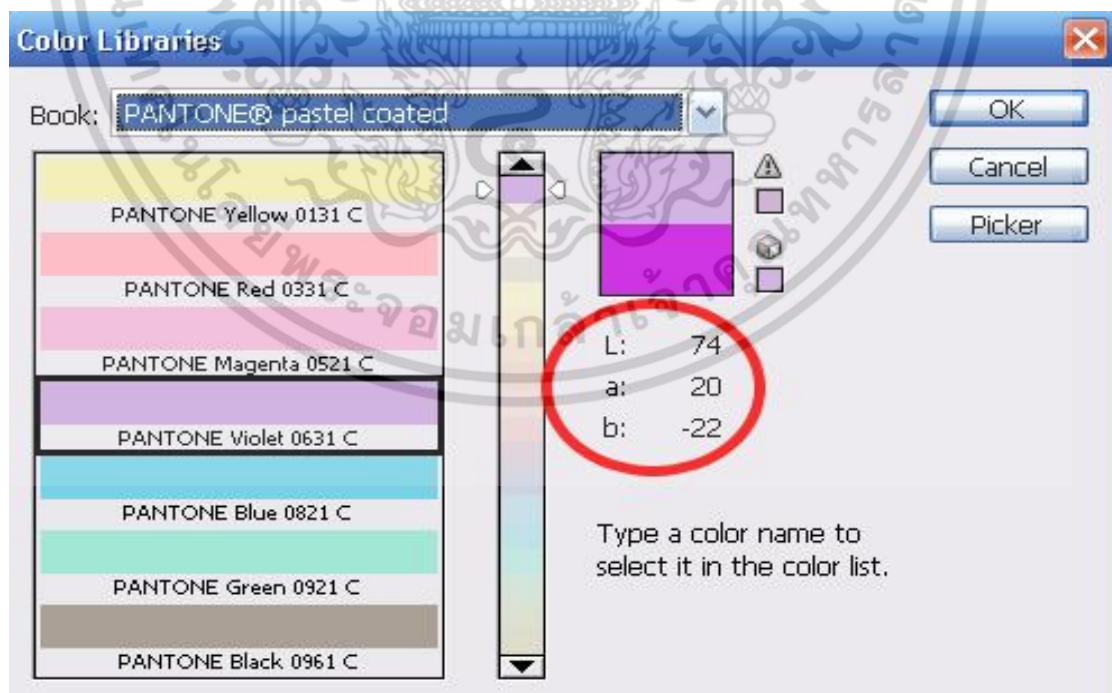 Color Libraries
Book: PANTONE® pastel coated
OK
Cancel
Picker
PANTONE Yellow 0131 C
PANTONE Red 0331 C
PANTONE Magenta 0521 C
PANTONE Violet 0631 C
PANTONE Blue 0821 C
PANTONE Green 0921 C
PANTONE Black 0961 C
L: 74
a: 20
b: -22
Type a color name to
select it in the color list.